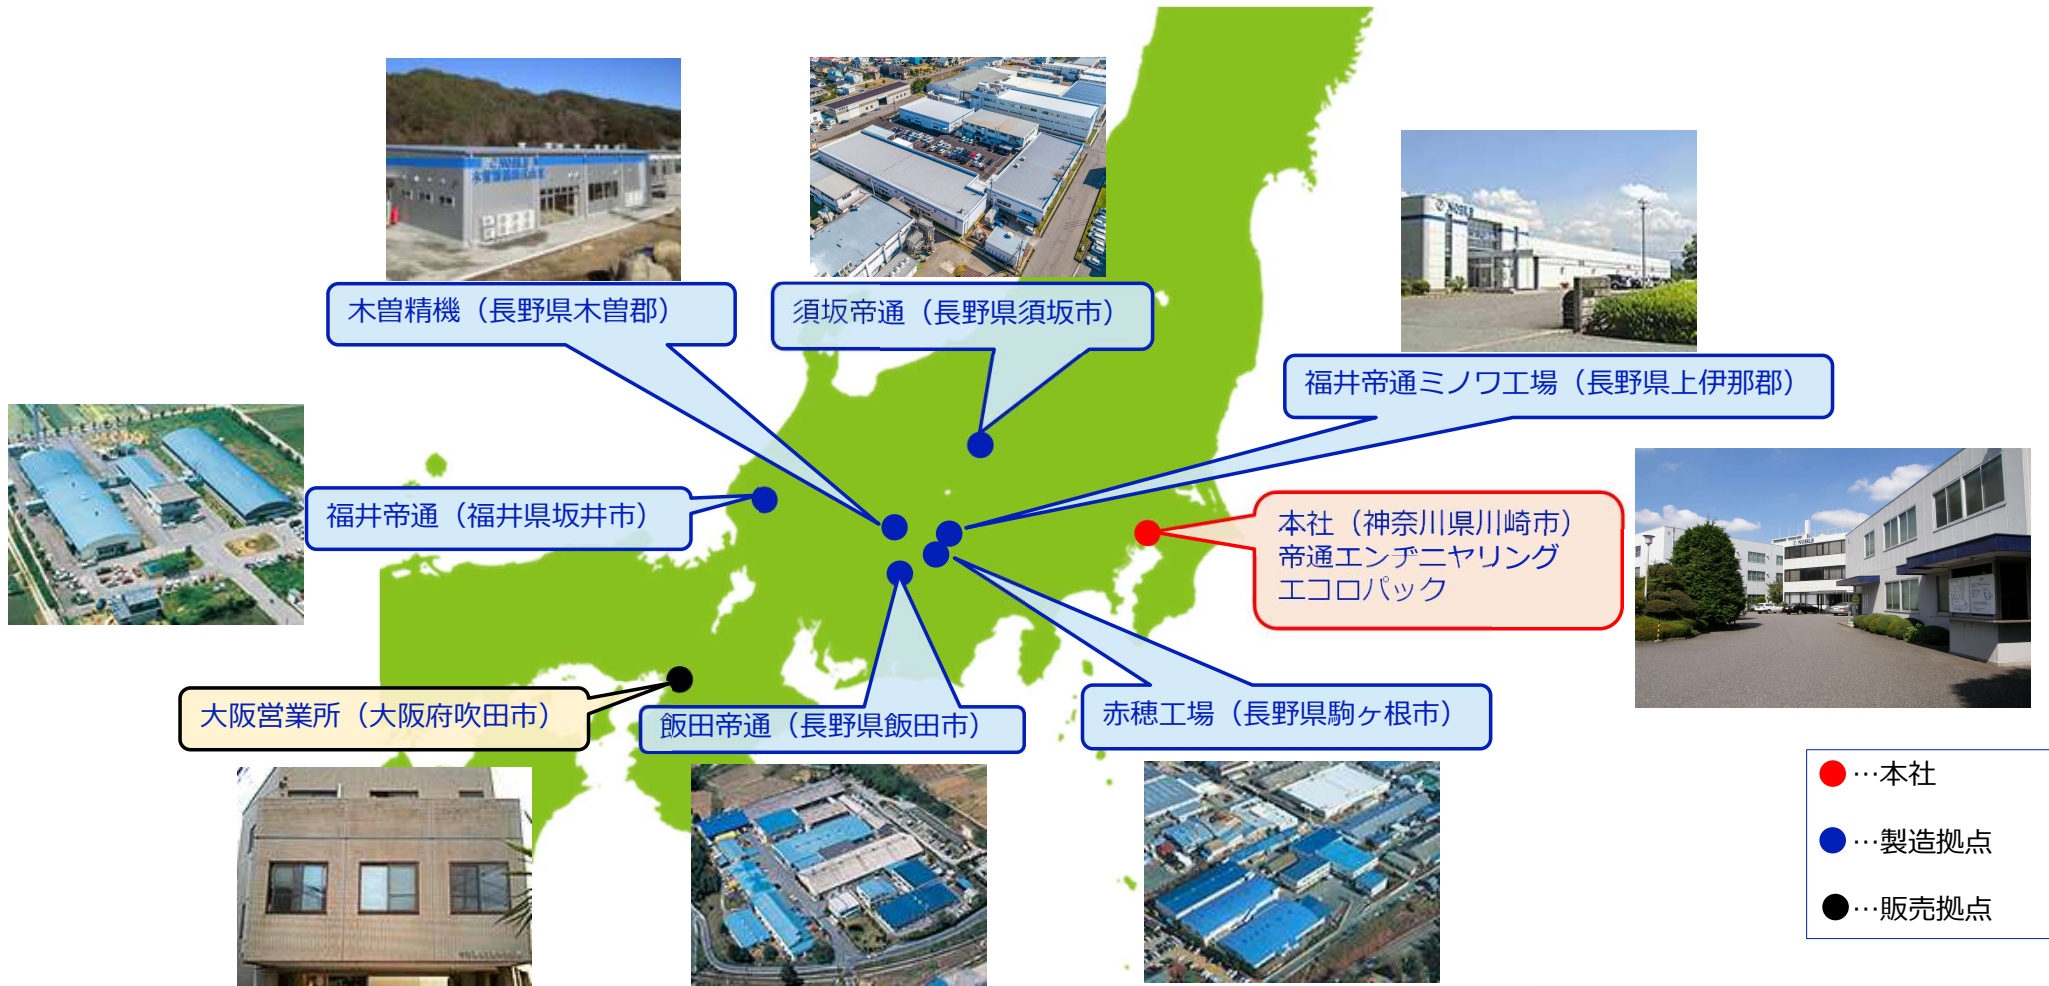 木曽精機（長野県木曽郡）
須坂帝通（長野県須坂市）
NOBLE
福井帝通ミノワ工場（長野県上伊那郡）
福井帝通（福井県坂井市）
本社（神奈川県川崎市）
帝通エンヂニヤリング
エコロパック
大阪営業所（大阪府吹田市）
飯田帝通（長野県飯田市）
赤穂工場（長野県駒ヶ根市）
…本社
…製造拠点
…販売拠点